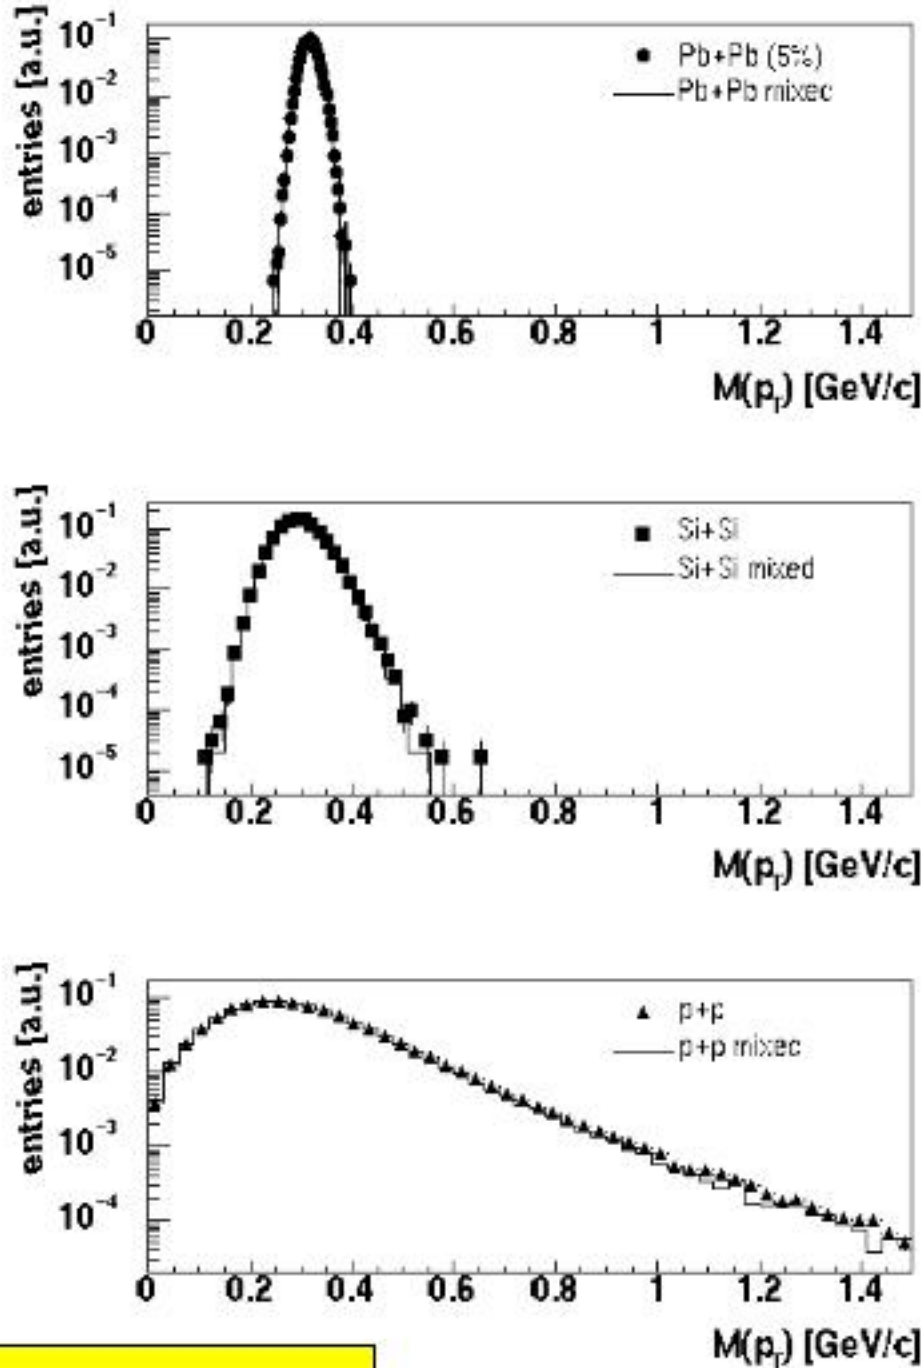 entries [a.u.]
10⁻¹
10⁻²
10⁻³
10⁻⁴
10⁻⁵
Pb+Pb (5%)
Pb+Pb mixed
0 0.2 0.4 0.6 0.8 1 1.2 1.4
M(p_T) [GeV/c]
entries [a.u.]
10⁻¹
10⁻²
10⁻³
10⁻⁴
10⁻⁵
Si+Si
Si+Si mixed
0 0.2 0.4 0.6 0.8 1 1.2 1.4
M(p_T) [GeV/c]
entries [a.u.]
10⁻¹
10⁻²
10⁻³
10⁻⁴
p+p
p+p mixed
0 0.2 0.4 0.6 0.8 1 1.2 1.4
M(p_T) [GeV/c]